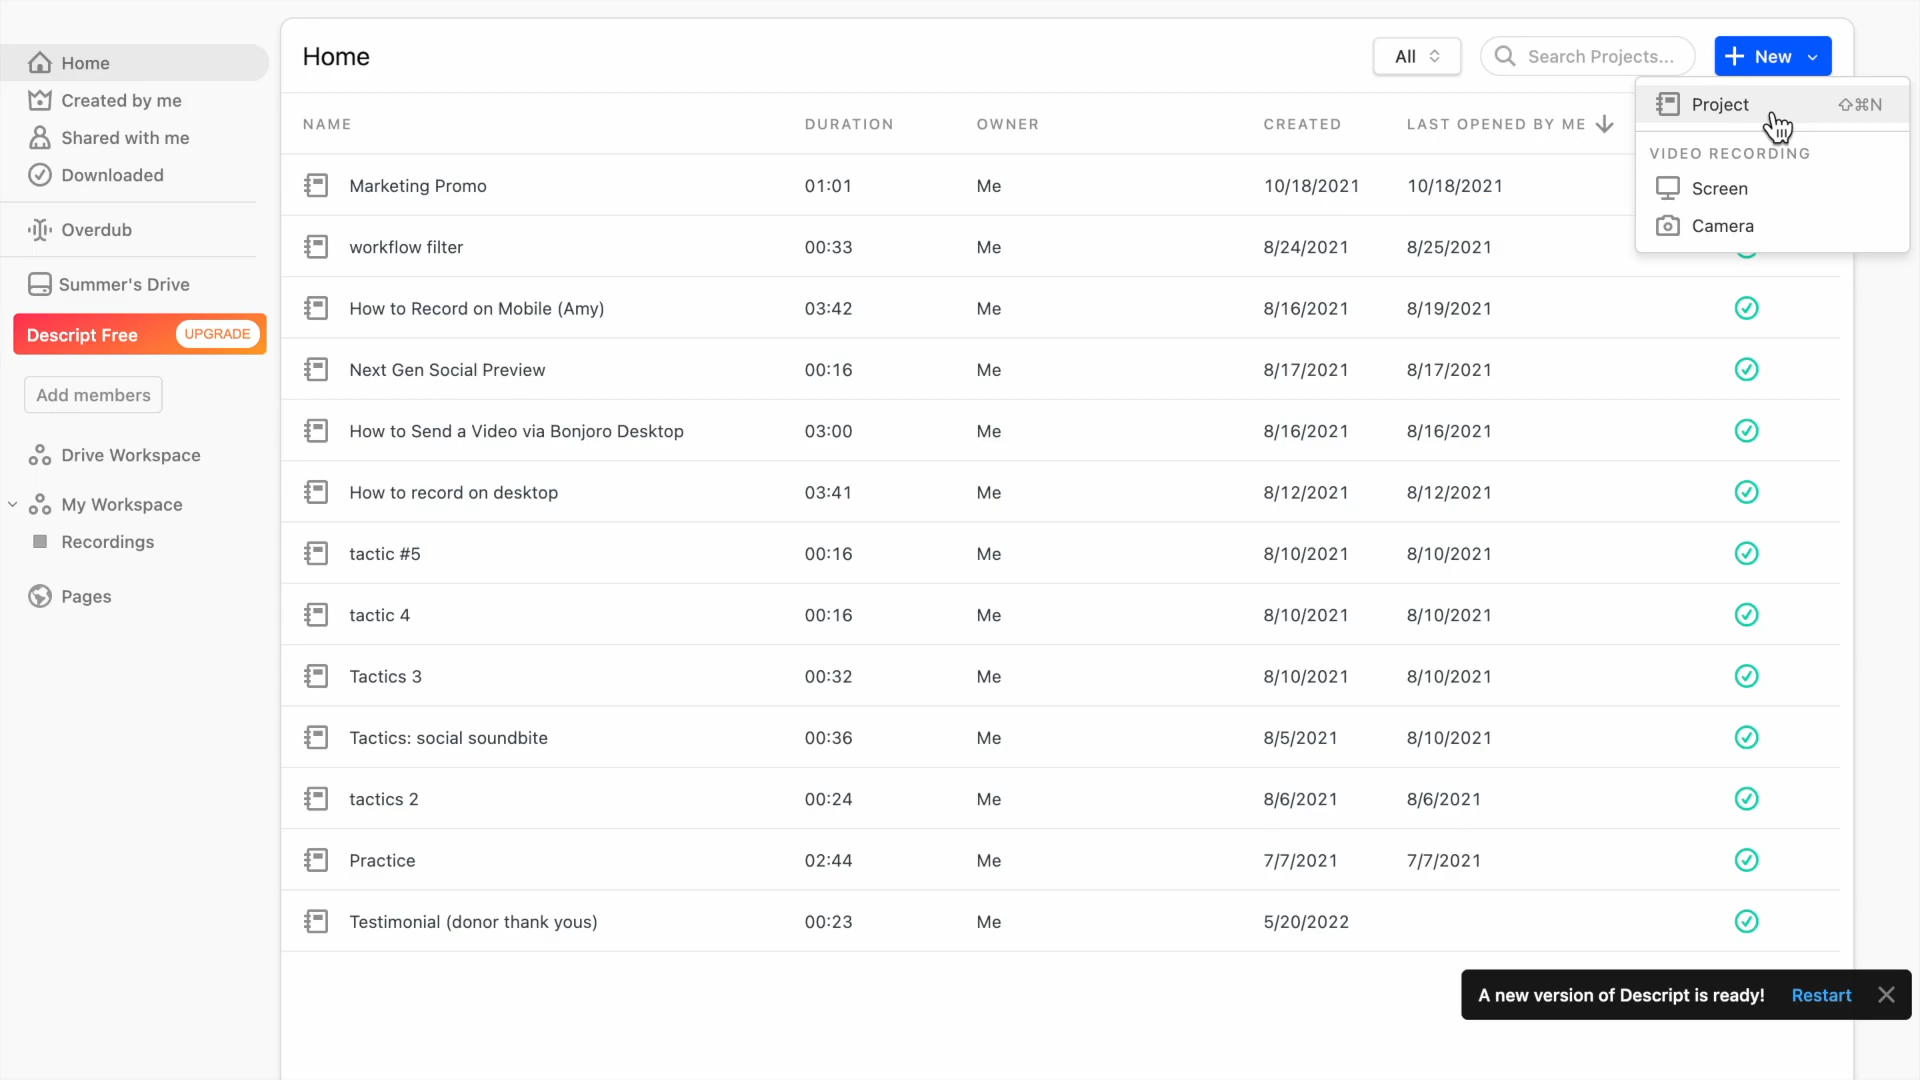 Home
Created by me
Shared with me
Downloaded
Overdub
Summer's Drive
Descript Free UPGRADE
Add members
Drive Workspace
My Workspace
Recordings
Pages
Home All Search Projects... + New
Project ⇧⌘N
VIDEO RECORDING
Screen
Camera
NAME DURATION OWNER CREATED LAST OPENED BY ME
Marketing Promo 01:01 Me 10/18/2021 10/18/2021
workflow filter 00:33 Me 8/24/2021 8/25/2021
How to Record on Mobile (Amy) 03:42 Me 8/16/2021 8/19/2021
Next Gen Social Preview 00:16 Me 8/17/2021 8/17/2021
How to Send a Video via Bonjoro Desktop 03:00 Me 8/16/2021 8/16/2021
How to record on desktop 03:41 Me 8/12/2021 8/12/2021
tactic #5 00:16 Me 8/10/2021 8/10/2021
tactic 4 00:16 Me 8/10/2021 8/10/2021
Tactics 3 00:32 Me 8/10/2021 8/10/2021
Tactics: social soundbite 00:36 Me 8/5/2021 8/10/2021
tactics 2 00:24 Me 8/6/2021 8/6/2021
Practice 02:44 Me 7/7/2021 7/7/2021
Testimonial (donor thank yous) 00:23 Me 5/20/2022
A new version of Descript is ready! Restart